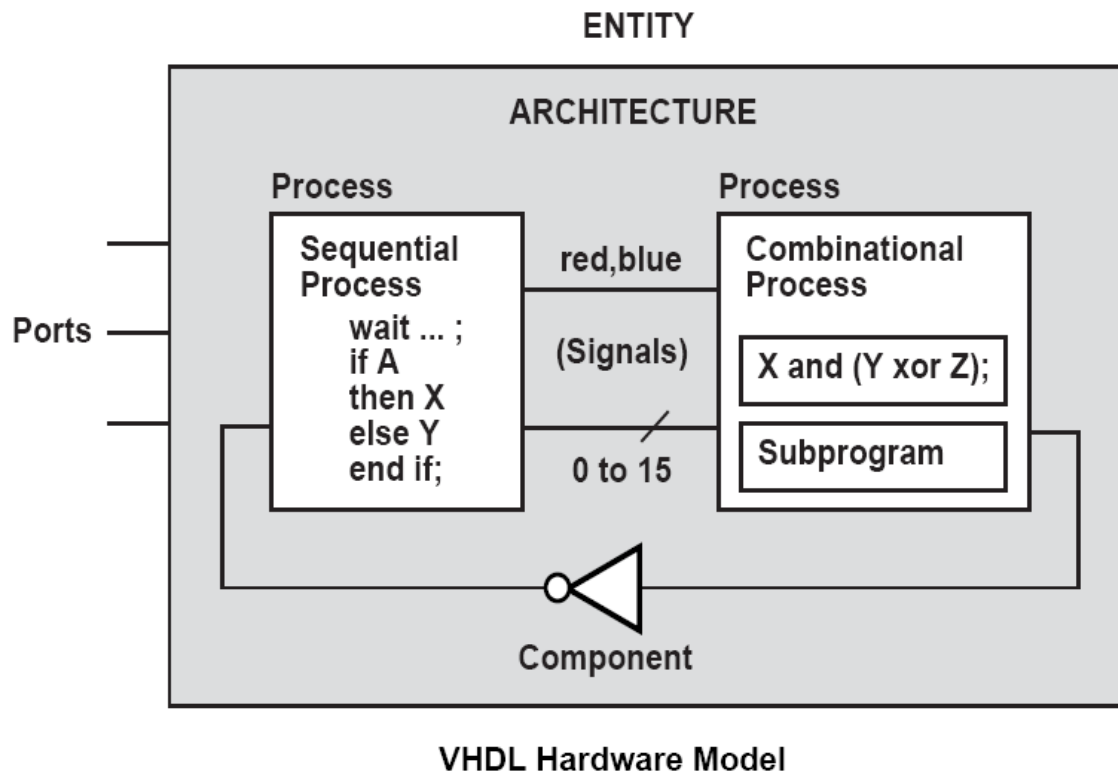 ENTITY
ARCHITECTURE
Process
Sequential
Process
wait ... ;
if A
then X
else Y
end if;
Ports
red,blue
(Signals)
0 to 15
Process
Combinational
Process
X and (Y xor Z);
Subprogram
Component
VHDL Hardware Model